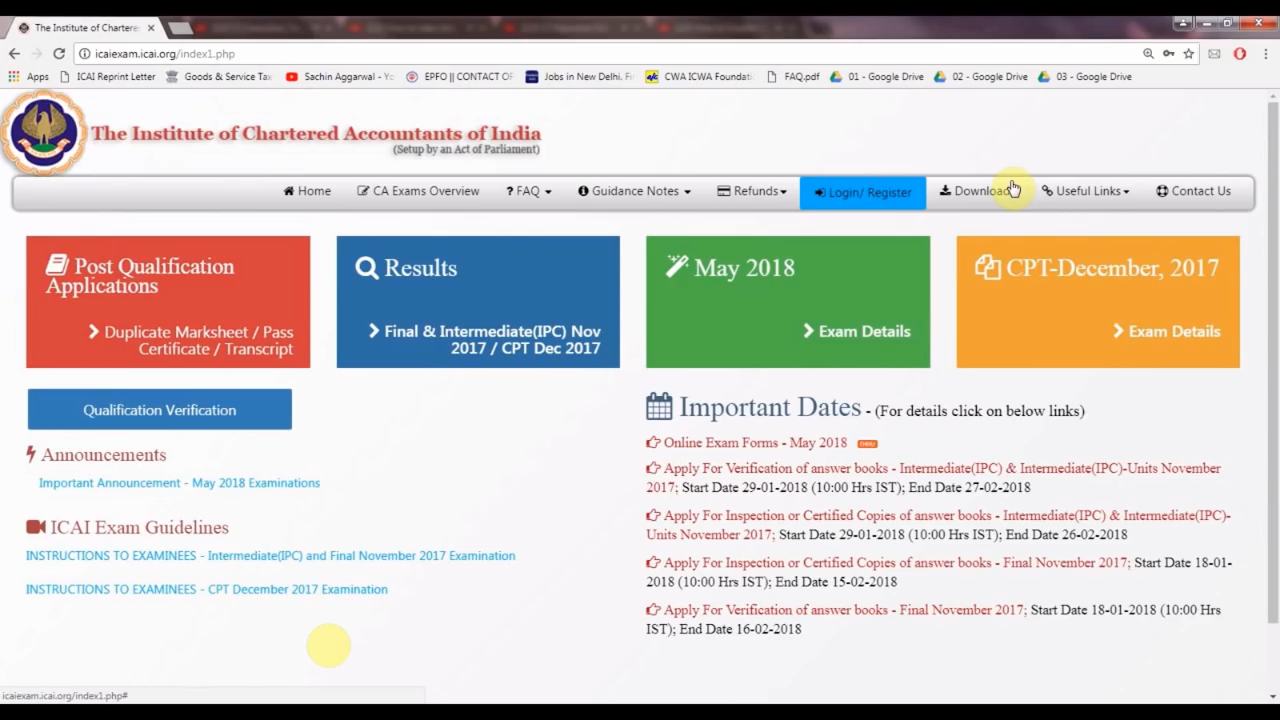 The Institute of Chartere
icaiexam.icai.org/index1.php
Apps ICAI Reprint Letter Goods & Service Tax Sachin Aggarwal - Yo EPFO || CONTACT OF Jobs in New Delhi. Fi CWA ICWA Foundati FAQ.pdf 01 - Google Drive 02 - Google Drive 03 - Google Drive
The Institute of Chartered Accountants of India
(Setup by an Act of Parliament)
Home CA Exams Overview ? FAQ Guidance Notes Refunds Login/ Register Download Useful Links Contact Us
Post Qualification
Applications
Duplicate Marksheet / Pass
Certificate / Transcript
Results
Final & Intermediate(IPC) Nov
2017 / CPT Dec 2017
May 2018
Exam Details
CPT-December, 2017
Exam Details
Qualification Verification
Announcements
Important Announcement - May 2018 Examinations
ICAI Exam Guidelines
INSTRUCTIONS TO EXAMINEES - Intermediate(IPC) and Final November 2017 Examination
INSTRUCTIONS TO EXAMINEES - CPT December 2017 Examination
Important Dates - (For details click on below links)
Online Exam Forms - May 2018
Apply For Verification of answer books - Intermediate(IPC) & Intermediate(IPC)-Units November
2017; Start Date 29-01-2018 (10:00 Hrs IST); End Date 27-02-2018
Apply For Inspection or Certified Copies of answer books - Intermediate(IPC) & Intermediate(IPC)-
Units November 2017; Start Date 29-01-2018 (10:00 Hrs IST); End Date 26-02-2018
Apply For Inspection or Certified Copies of answer books - Final November 2017; Start Date 18-01-
2018 (10:00 Hrs IST); End Date 15-02-2018
Apply For Verification of answer books - Final November 2017; Start Date 18-01-2018 (10:00 Hrs
IST); End Date 16-02-2018
icaiexam.icai.org/index1.php#